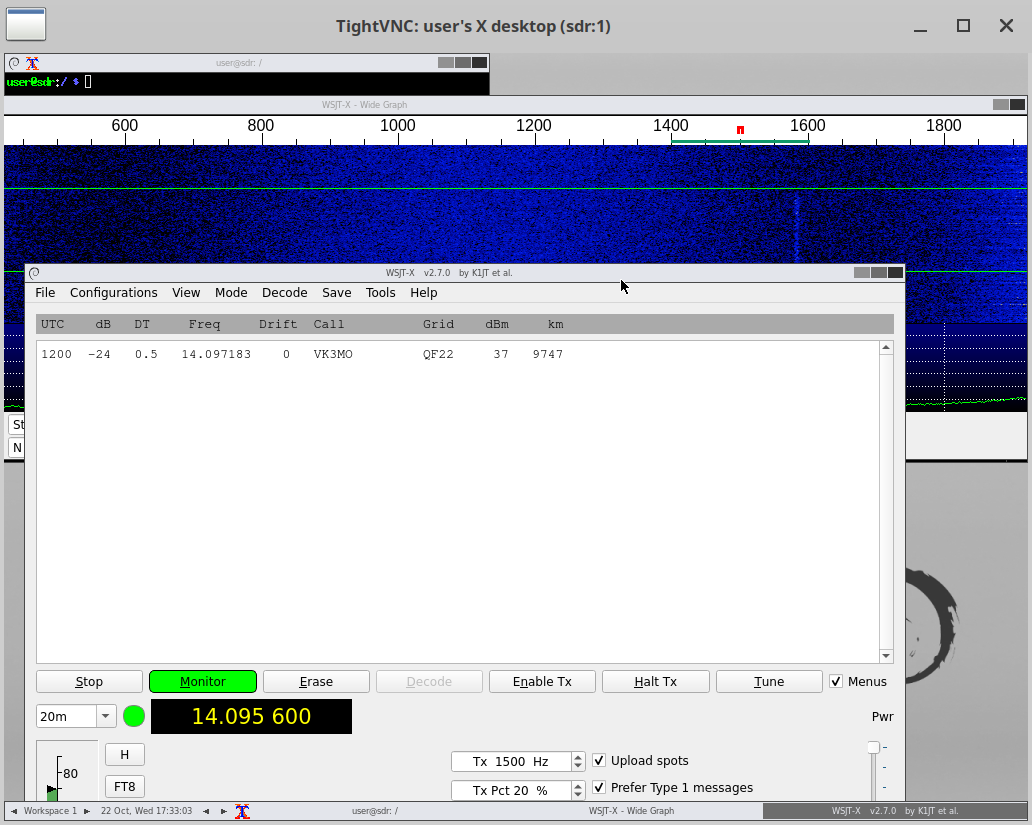 TightVNC: user's X desktop (sdr:1)
user@sdr: /
user@sdr:/ $
WSJT-X - Wide Graph
600 800 1000 1200 1400 1600 1800
WSJT-X v2.7.0 by K1JT et al.
File Configurations View Mode Decode Save Tools Help
UTC dB DT Freq Drift Call Grid dBm km
1200 -24 0.5 14.097183 0 VK3MO QF22 37 9747
St
N
Stop Monitor Erase Decode Enable Tx Halt Tx Tune Menus
20m 14.095 600 Pwr
H Tx 1500 Hz Upload spots
80
FT8 Tx Pct 20 % Prefer Type 1 messages
Workspace 1 22 Oct, Wed 17:33:03 user@sdr: / WSJT-X - Wide Graph WSJT-X v2.7.0 by K1JT et al.